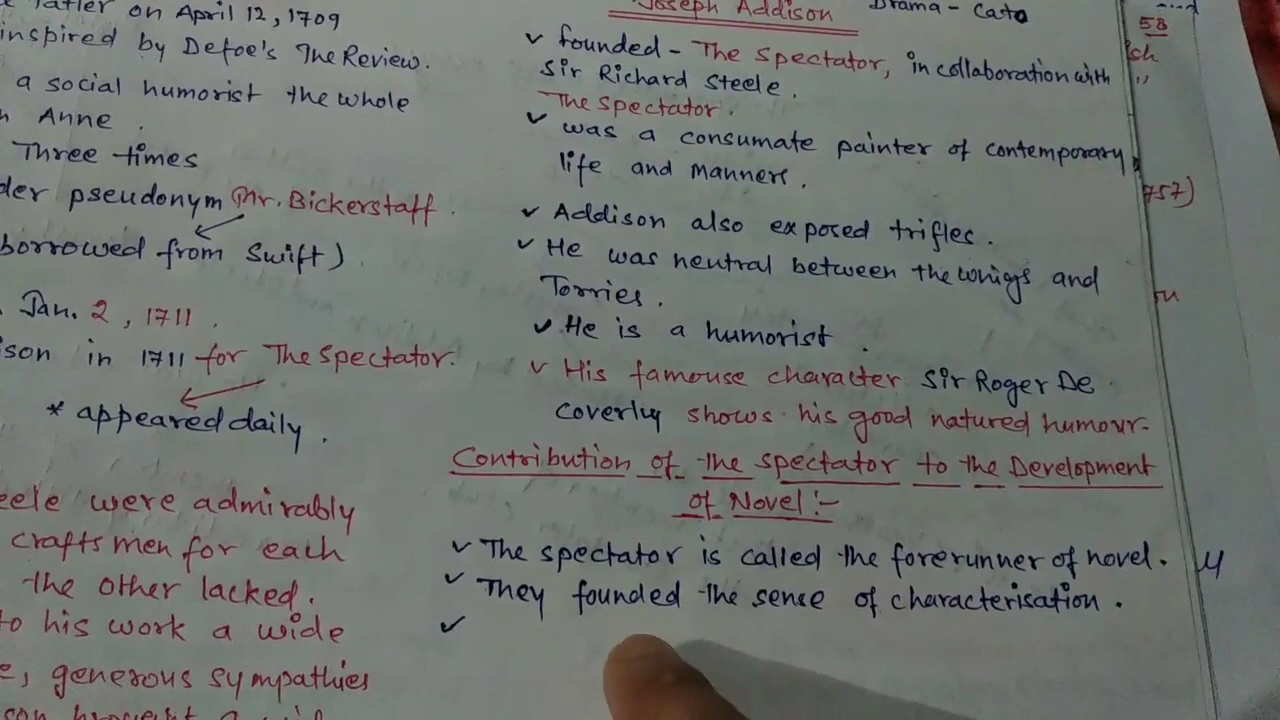 Tatler on April 12, 1709
inspired by Defoe's The Review.
a social humorist the whole
Anne.
Three times
der pseudonym Mr. Bickerstaff.
borrowed from Swift)
Jan. 2, 1711.
ison in 1711 for The Spectator.
* appeared daily.
eele were admirably
craftsmen for each
the other lacked.
to his work a wide
e, generous sympathies
Joseph Addison
Drama - Cato
✓ founded - The Spectator, in collaboration with
Sir Richard Steele.
The Spectator.
✓ was a consumate painter of contemporary
life and manners.
✓ Addison also exposed trifles.
✓ He was neutral between the whigs and
Torries.
✓ He is a humorist.
✓ His famouse character Sir Roger De
Coverly shows his good natured humour.
Contribution of the spectator to the Development
of Novel :-
✓ The spectator is called the forerunner of novel.
✓ They founded the sense of characterisation.
✓
58
757)